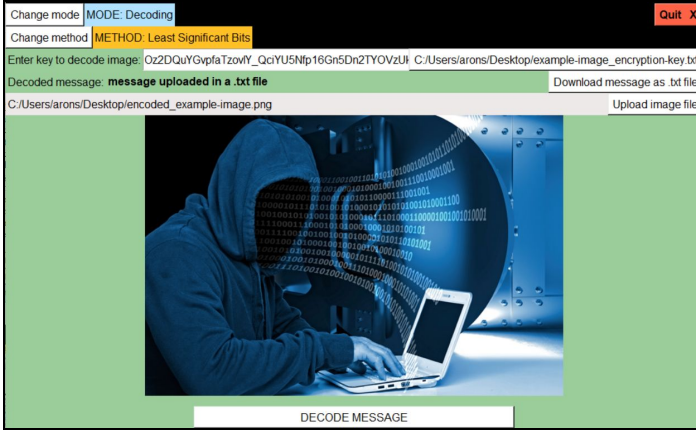 Change mode MODE: Decoding Quit X
Change method METHOD: Least Significant Bits
Enter key to decode image: C:/Users/arons/Desktop/example-image_encryption-key.txt
Decoded message: message uploaded in a .txt file Download message as .txt file
C:/Users/arons/Desktop/encoded_example-image.png Upload image file
DECODE MESSAGE